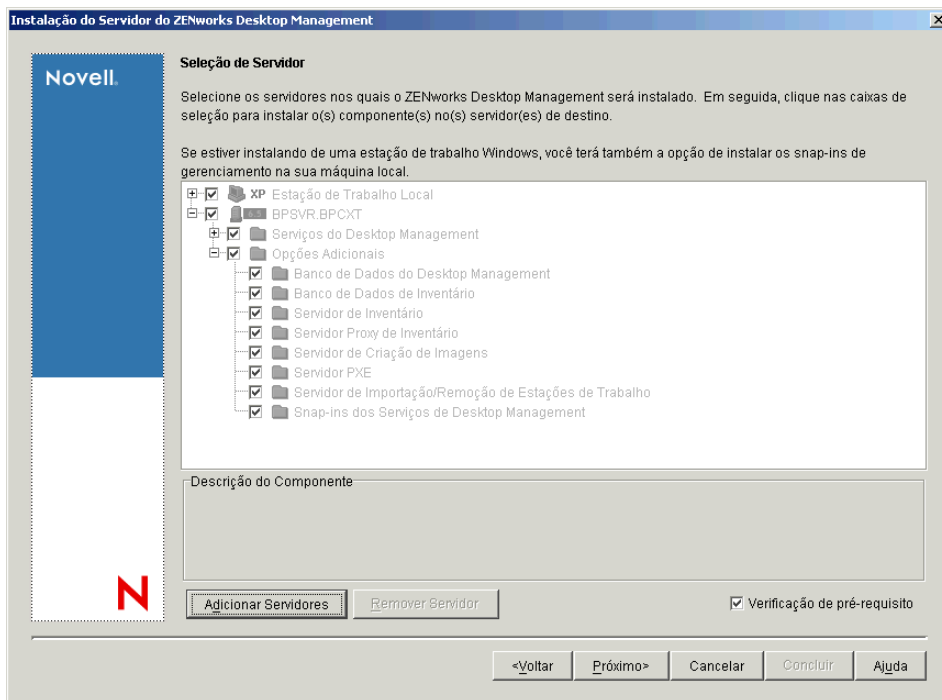 Instalação do Servidor do ZENworks Desktop Management
Novell.
Seleção de Servidor
Selecione os servidores nos quais o ZENworks Desktop Management será instalado. Em seguida, clique nas caixas de
seleção para instalar o(s) componente(s) no(s) servidor(es) de destino.
Se estiver instalando de uma estação de trabalho Windows, você terá também a opção de instalar os snap-ins de
gerenciamento na sua máquina local.
XP Estação de Trabalho Local
6.5 BPSVR.BPCXT
Serviços do Desktop Management
Opções Adicionais
Banco de Dados do Desktop Management
Banco de Dados de Inventário
Servidor de Inventário
Servidor Proxy de Inventário
Servidor de Criação de Imagens
Servidor PXE
Servidor de Importação/Remoção de Estações de Trabalho
Snap-ins dos Serviços de Desktop Management
Descrição do Componente
N
Adicionar Servidores
Remover Servidor
Verificação de pré-requisito
«Voltar
Próximo»
Cancelar
Concluir
Ajuda